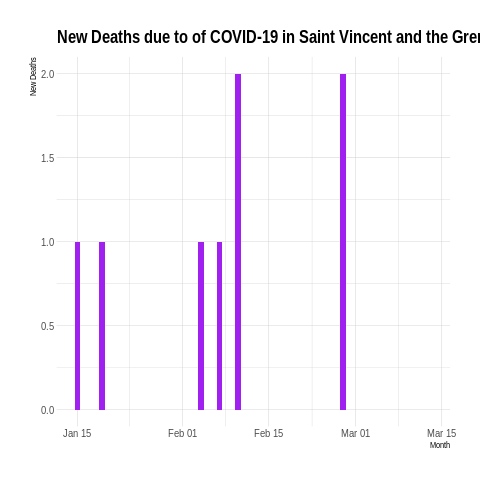 New Deaths due to of COVID-19 in Saint Vincent and the Gren
New Deaths
2.0
1.5
1.0
0.5
0.0
Jan 15 Feb 01 Feb 15 Mar 01 Mar 15
Month